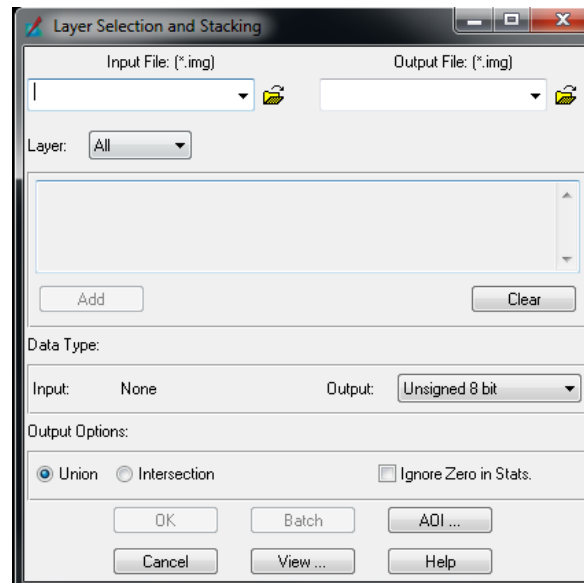 Layer Selection and Stacking
Input File: (*.img) Output File: (*.img)
Layer: All
Add Clear
Data Type:
Input: None Output: Unsigned 8 bit
Output Options:
Union Intersection Ignore Zero in Stats.
OK Batch AOI ...
Cancel View ... Help